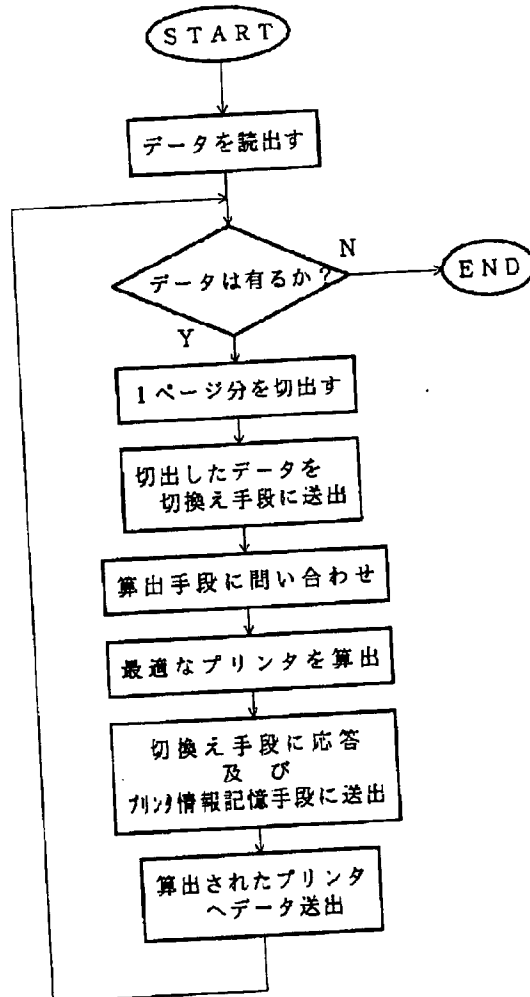 START
データを読出す
データは有るか?
N
END
Y
1ページ分を切出す
切出したデータを
切換え手段に送出
算出手段に問い合わせ
最適なプリンタを算出
切換え手段に応答
及び
プリンタ情報記憶手段に送出
算出されたプリンタ
へデータ送出